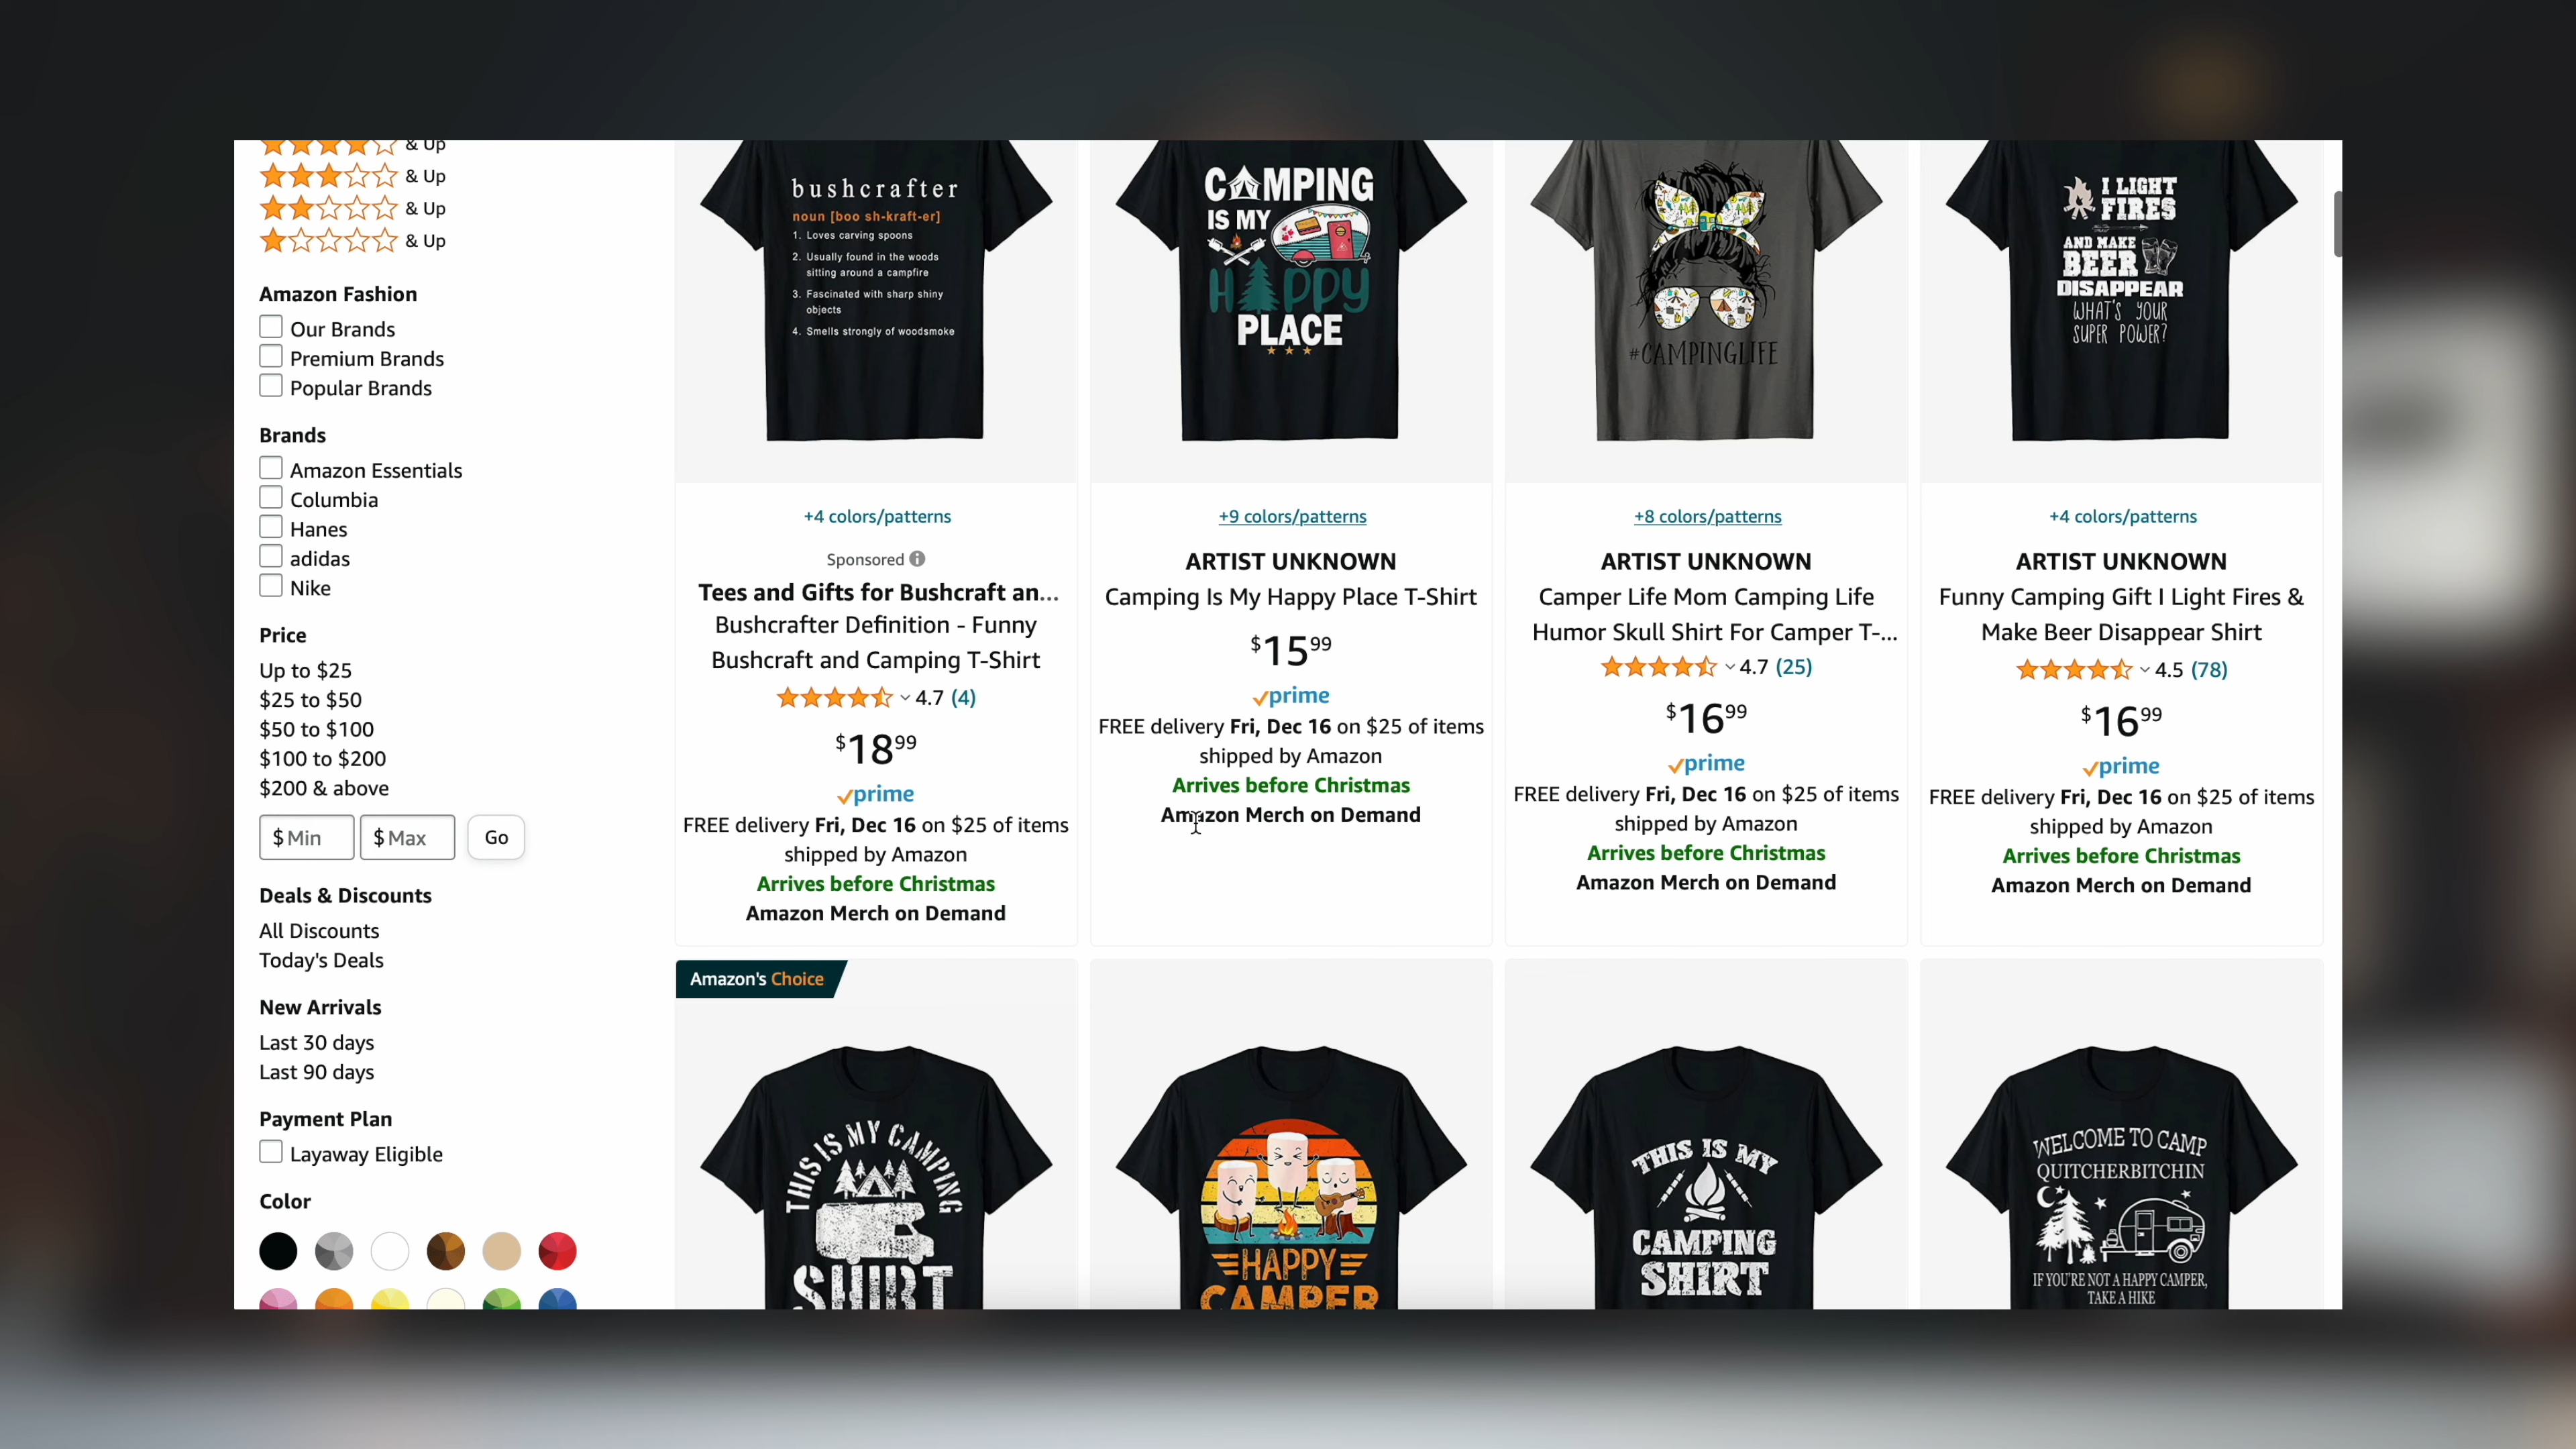 & Up
& Up
& Up
& Up
Amazon Fashion
Our Brands
Premium Brands
Popular Brands
Brands
Amazon Essentials
Columbia
Hanes
adidas
Nike
Price
Up to $25
$25 to $50
$50 to $100
$100 to $200
$200 & above
$ Min $ Max Go
Deals & Discounts
All Discounts
Today's Deals
New Arrivals
Last 30 days
Last 90 days
Payment Plan
Layaway Eligible
Color
bushcrafter
noun [boo sh-kraft-er]
1. Loves carving spoons
2. Usually found in the woods
sitting around a campfire
3. Fascinated with sharp shiny
objects
4. Smells strongly of woodsmoke
+4 colors/patterns
Sponsored
Tees and Gifts for Bushcraft an...
Bushcrafter Definition - Funny
Bushcraft and Camping T-Shirt
4.7 (4)
$18.99
prime
FREE delivery Fri, Dec 16 on $25 of items
shipped by Amazon
Arrives before Christmas
Amazon Merch on Demand
CAMPING
IS MY
HAPPY
PLACE
+9 colors/patterns
ARTIST UNKNOWN
Camping Is My Happy Place T-Shirt
$15.99
prime
FREE delivery Fri, Dec 16 on $25 of items
shipped by Amazon
Arrives before Christmas
Amazon Merch on Demand
#CAMPINGLIFE
+8 colors/patterns
ARTIST UNKNOWN
Camper Life Mom Camping Life
Humor Skull Shirt For Camper T-...
4.7 (25)
$16.99
prime
FREE delivery Fri, Dec 16 on $25 of items
shipped by Amazon
Arrives before Christmas
Amazon Merch on Demand
I LIGHT
FIRES
AND MAKE
BEER
DISAPPEAR
WHAT'S YOUR
SUPER POWER?
+4 colors/patterns
ARTIST UNKNOWN
Funny Camping Gift I Light Fires &
Make Beer Disappear Shirt
4.5 (78)
$16.99
prime
FREE delivery Fri, Dec 16 on $25 of items
shipped by Amazon
Arrives before Christmas
Amazon Merch on Demand
Amazon's Choice
THIS IS MY CAMPING
SHIRT
HAPPY
CAMPER
THIS IS MY
CAMPING
SHIRT
WELCOME TO CAMP
QUITCHERBITCHIN
IF YOU'RE NOT A HAPPY CAMPER,
TAKE A HIKE